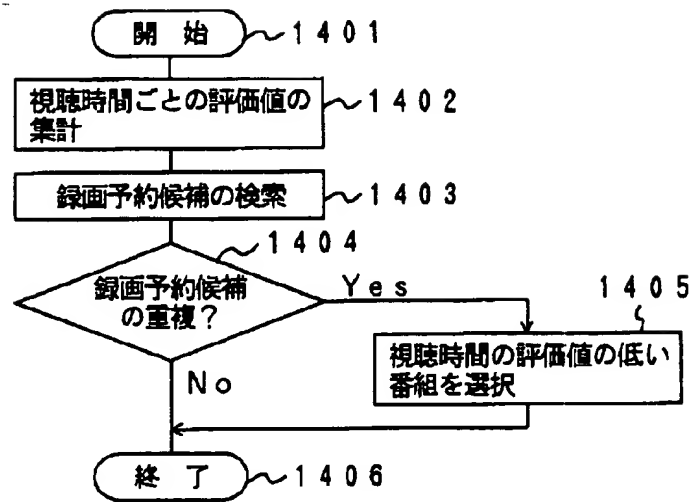 開 始
1401
視聴時間ごとの評価値の
集計
1402
録画予約候補の検索
1403
1404
録画予約候補
の重複？
Yes
1405
視聴時間の評価値の低い
番組を選択
No
終 了
1406